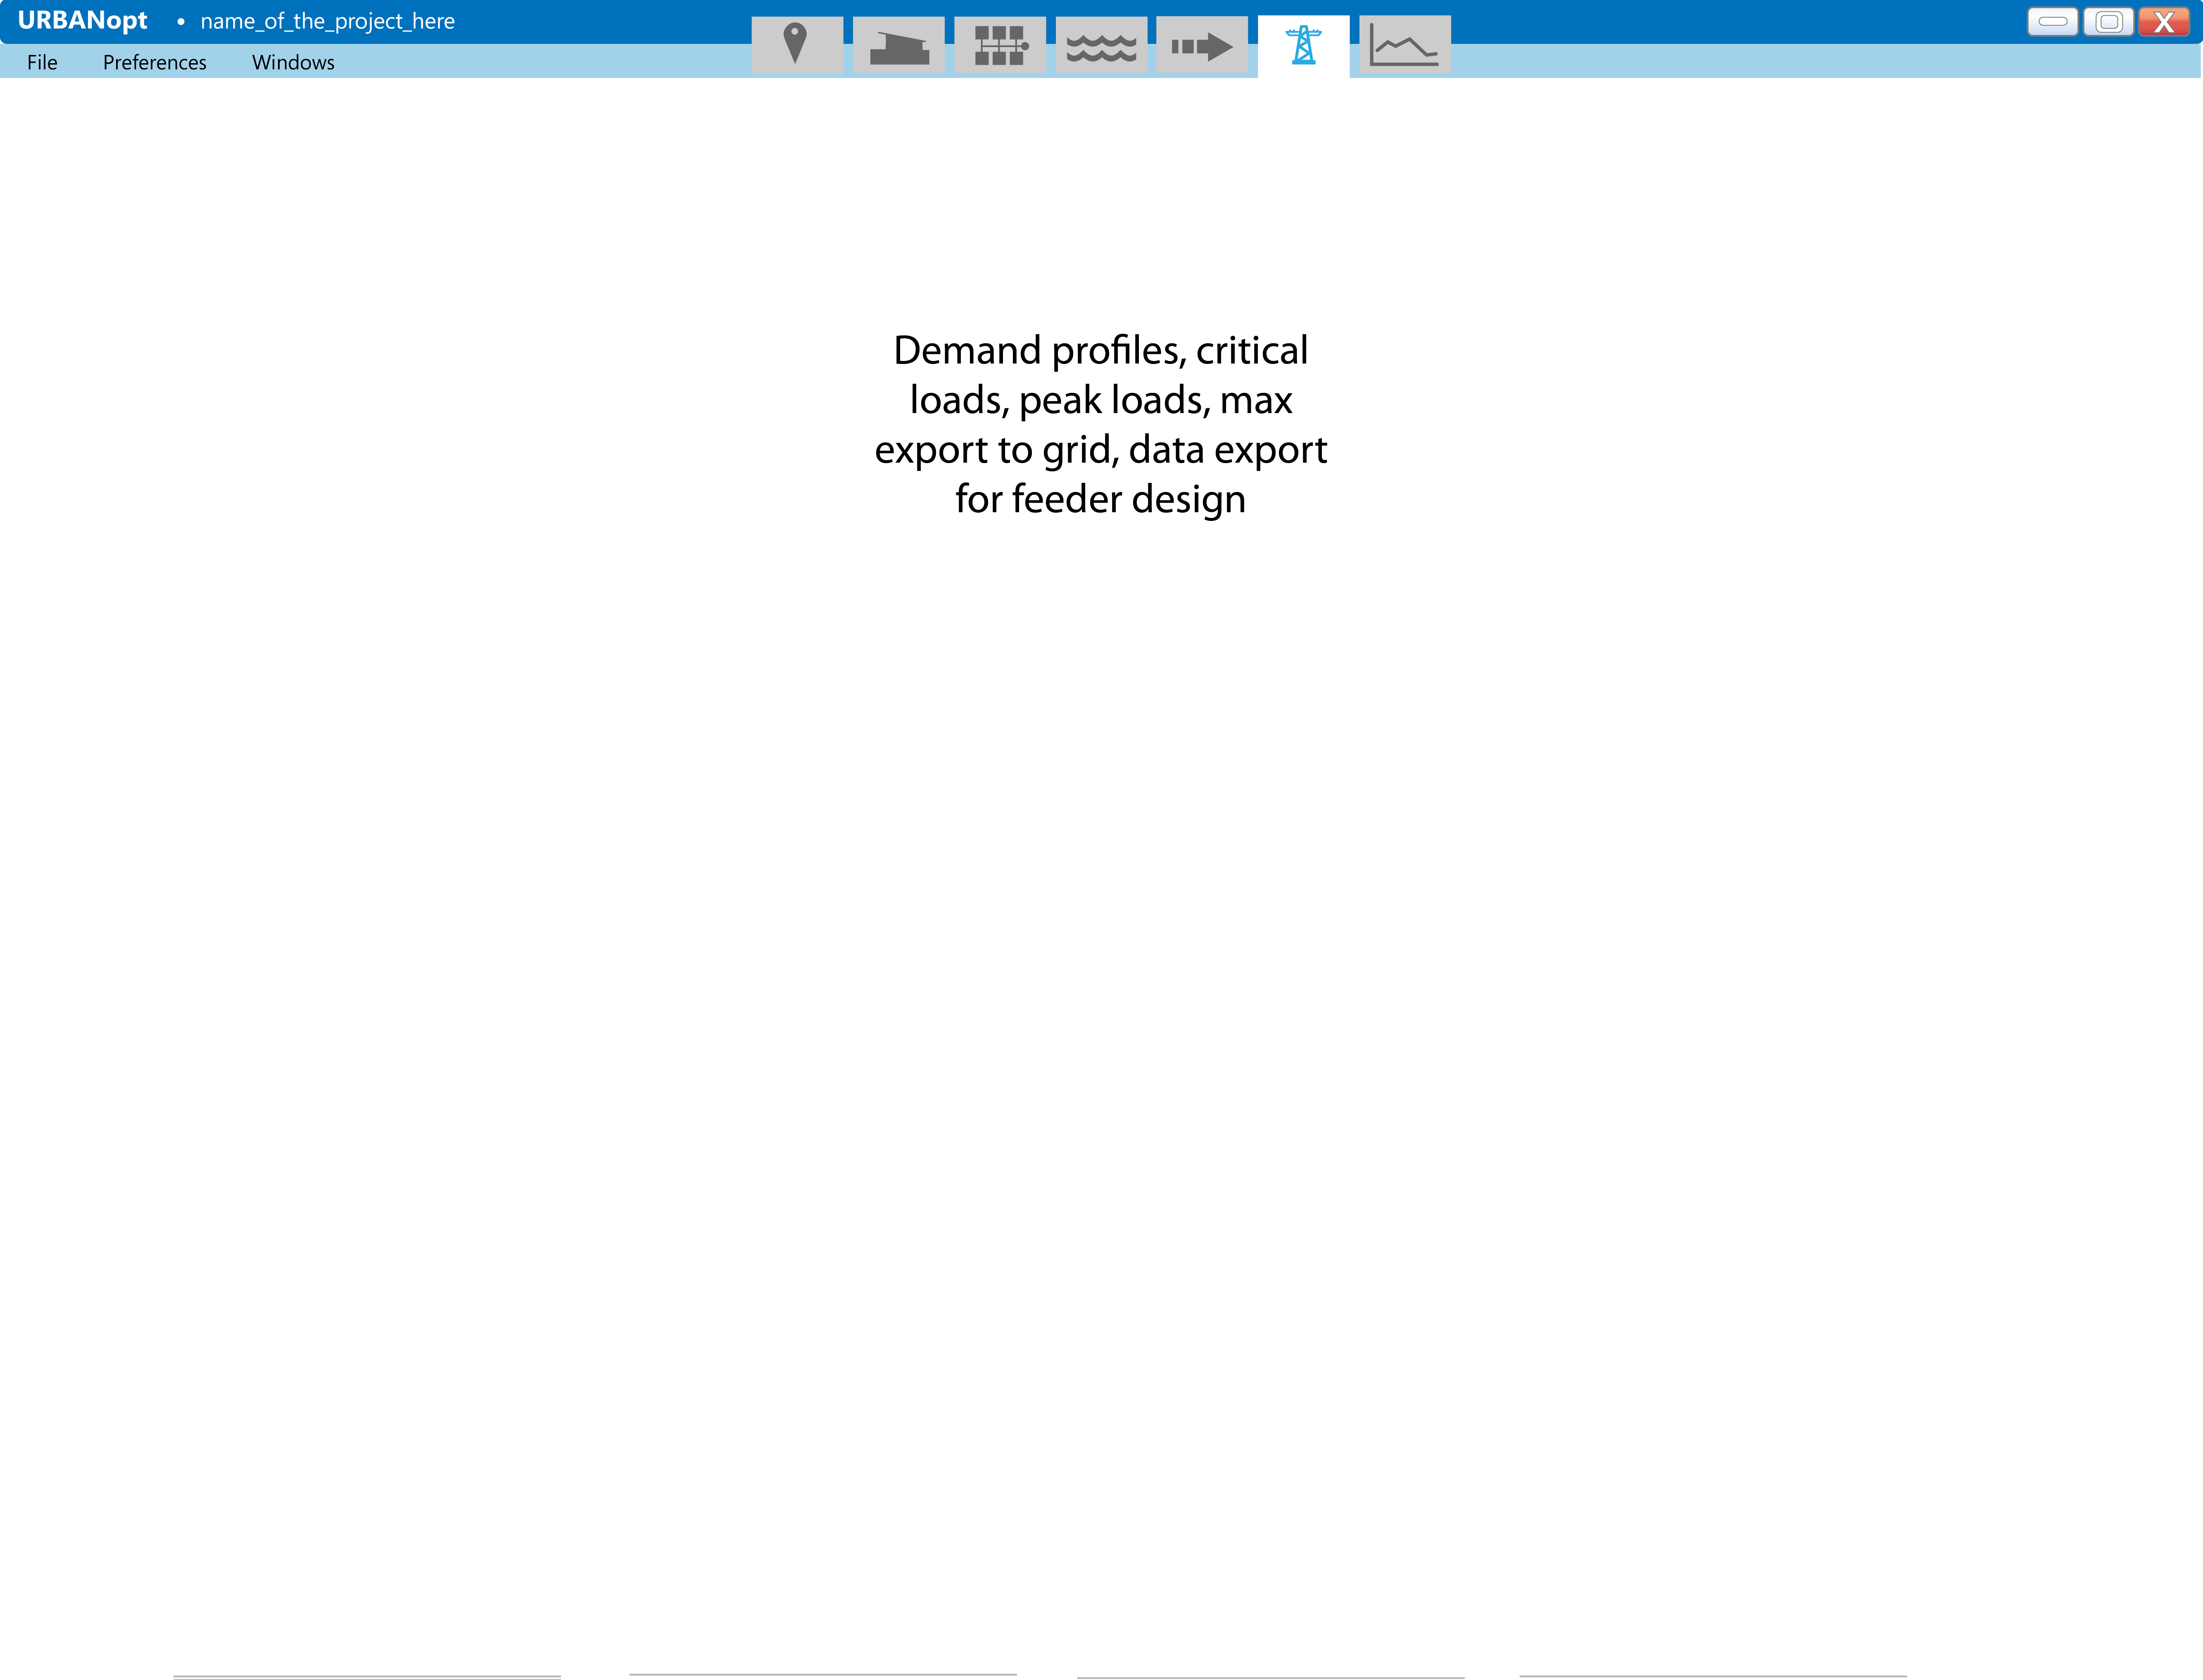 URBANopt • name_of_the_project_here
File Preferences Windows
Demand profiles, critical
loads, peak loads, max
export to grid, data export
for feeder design